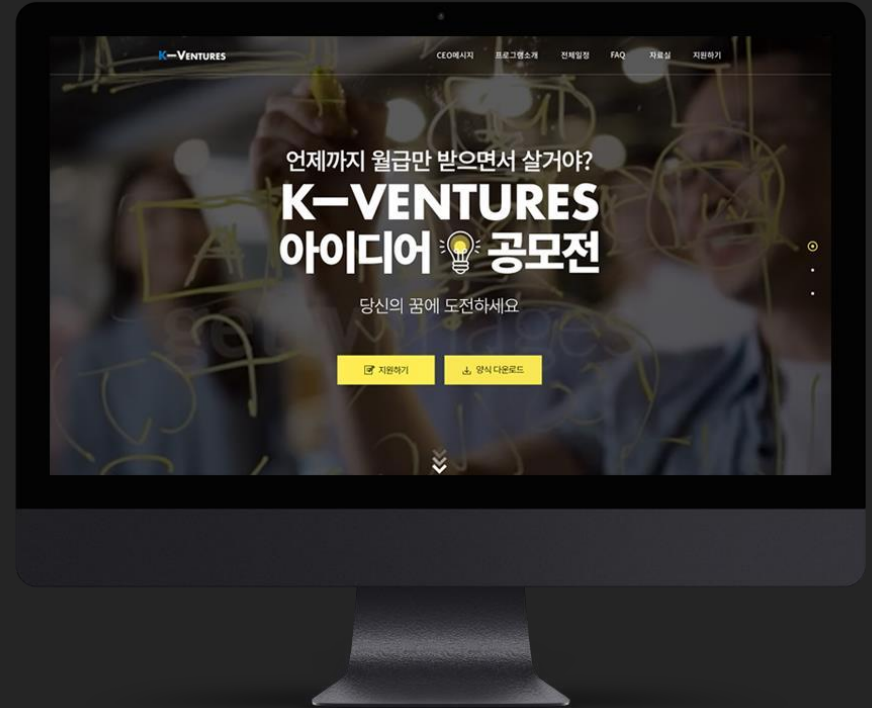 K—VENTURES
CEO메시지 프로그램소개 전체일정 FAQ 자료실 지원하기
언제까지 월급만 받으면서 살거야?
K—VENTURES
아이디어 공모전
당신의 꿈에 도전하세요
gettyimages
지원하기 양식 다운로드